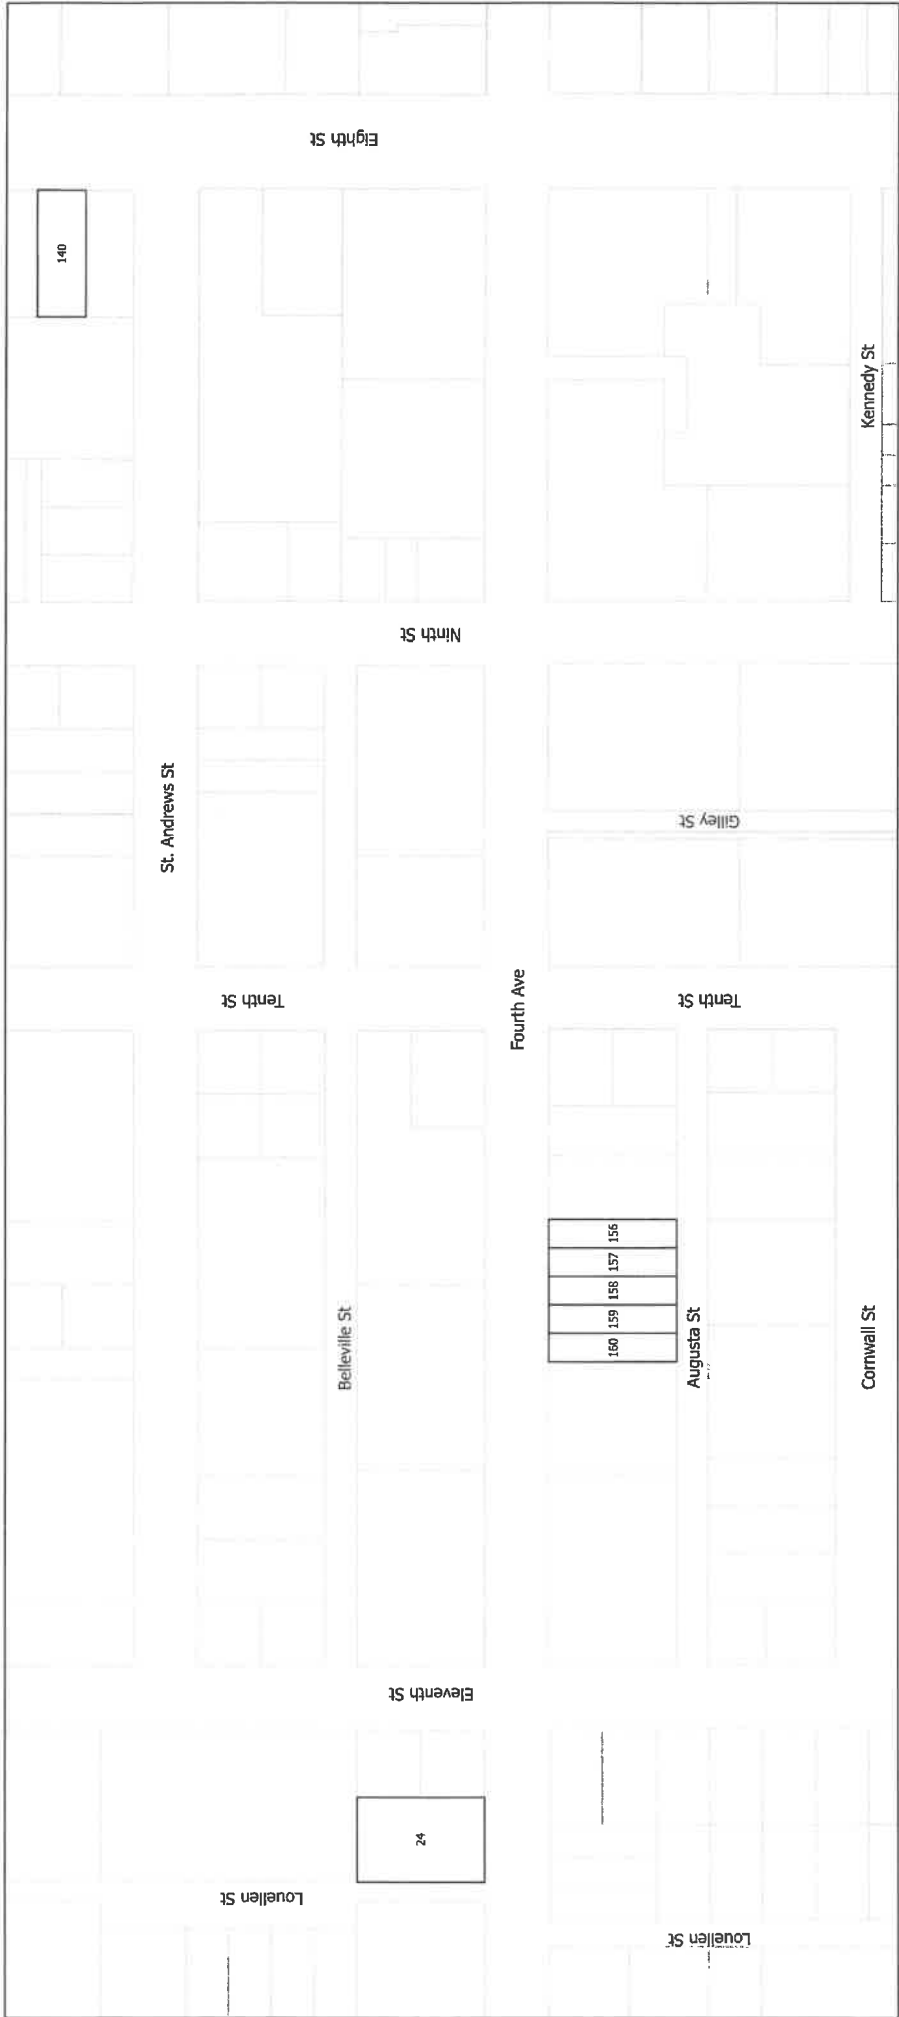 Eighth St
140
Kennedy St
Ninth St
St. Andrews St
Gilley St
Tenth St
Fourth Ave
Tenth St
156
157
158
159
160
Belleville St
Augusta St
Cornwall St
Eleventh St
24
Louellen St
Louellen St